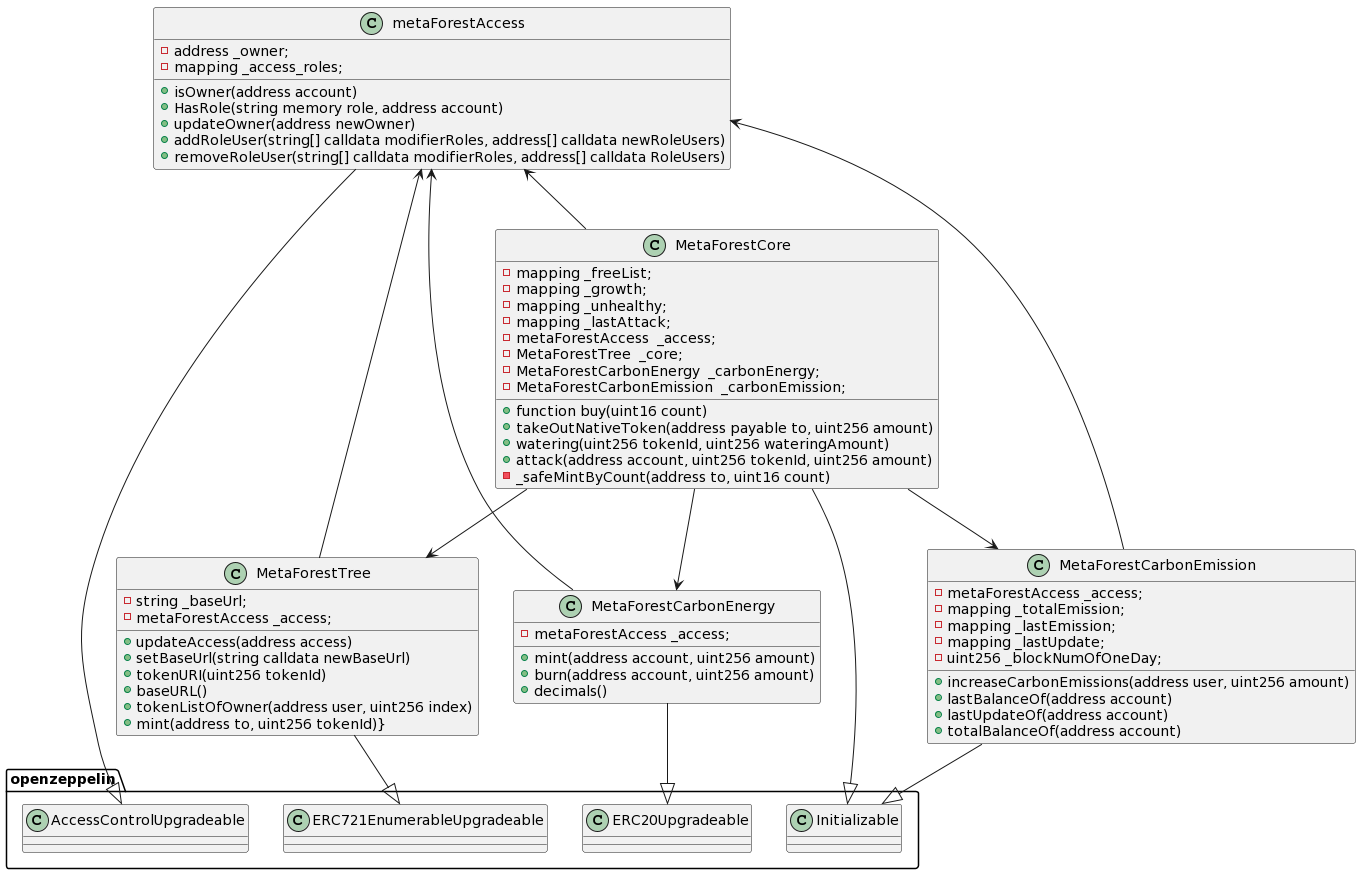 C metaForestAccess
address _owner;
mapping _access_roles;
isOwner(address account)
HasRole(string memory role, address account)
updateOwner(address newOwner)
addRoleUser(string[] calldata modifierRoles, address[] calldata newRoleUsers)
removeRoleUser(string[] calldata modifierRoles, address[] calldata RoleUsers)
C MetaForestCore
mapping _freeList;
mapping _growth;
mapping _unhealthy;
mapping _lastAttack;
metaForestAccess _access;
MetaForestTree _core;
MetaForestCarbonEnergy _carbonEnergy;
MetaForestCarbonEmission _carbonEmission;
function buy(uint16 count)
takeOutNativeToken(address payable to, uint256 amount)
watering(uint256 tokenId, uint256 wateringAmount)
attack(address account, uint256 tokenId, uint256 amount)
_safeMintByCount(address to, uint16 count)
C MetaForestTree
string _baseUrl;
metaForestAccess _access;
updateAccess(address access)
setBaseUrl(string calldata newBaseUrl)
tokenURI(uint256 tokenId)
baseURL()
tokenListOfOwner(address user, uint256 index)
mint(address to, uint256 tokenId)}
C MetaForestCarbonEnergy
metaForestAccess _access;
mint(address account, uint256 amount)
burn(address account, uint256 amount)
decimals()
C MetaForestCarbonEmission
metaForestAccess _access;
mapping _totalEmission;
mapping _lastEmission;
mapping _lastUpdate;
uint256 _blockNumOfOneDay;
increaseCarbonEmissions(address user, uint256 amount)
lastBalanceOf(address account)
lastUpdateOf(address account)
totalBalanceOf(address account)
openzeppelin
C AccessControlUpgradeable
C ERC721EnumerableUpgradeable
C ERC20Upgradeable
C Initializable